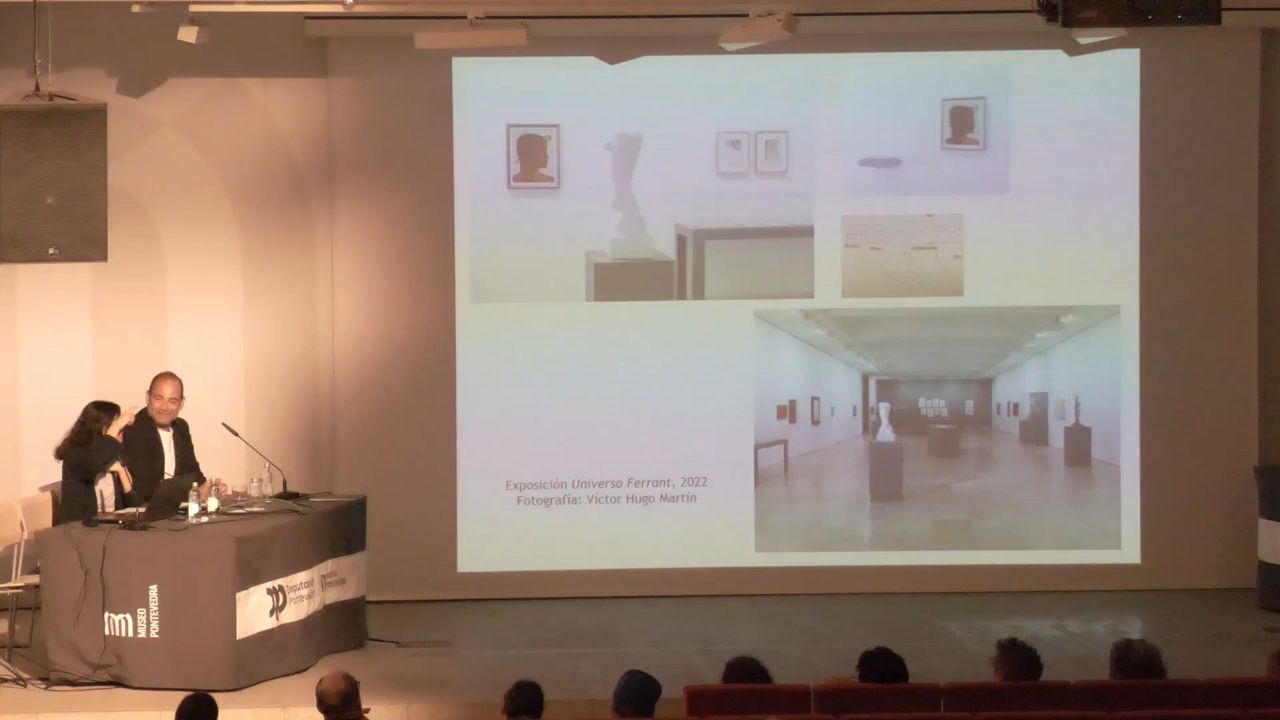 Exposición Universo Ferrant, 2022
Fotografía: Víctor Hugo Martín
MUSEO
PONTEVEDRA
Deputación
Pontevedra